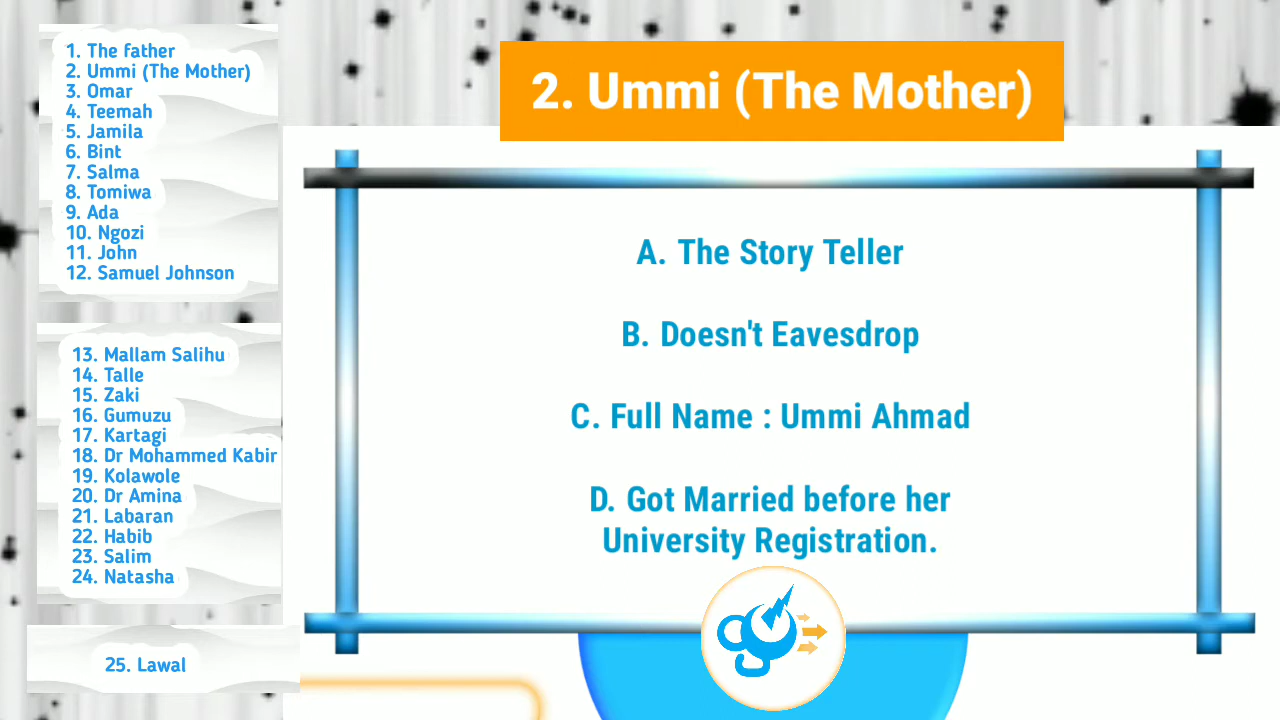 1. The father
2. Ummi (The Mother)
3. Omar
4. Teemah
5. Jamila
6. Bint
7. Salma
8. Tomiwa
9. Ada
10. Ngozi
11. John
12. Samuel Johnson
13. Mallam Salihu
14. Talle
15. Zaki
16. Gumuzu
17. Kartagi
18. Dr Mohammed Kabir
19. Kolawole
20. Dr Amina
21. Labaran
22. Habib
23. Salim
24. Natasha
25. Lawal
2. Ummi (The Mother)
A. The Story Teller
B. Doesn't Eavesdrop
C. Full Name : Ummi Ahmad
D. Got Married before her
University Registration.